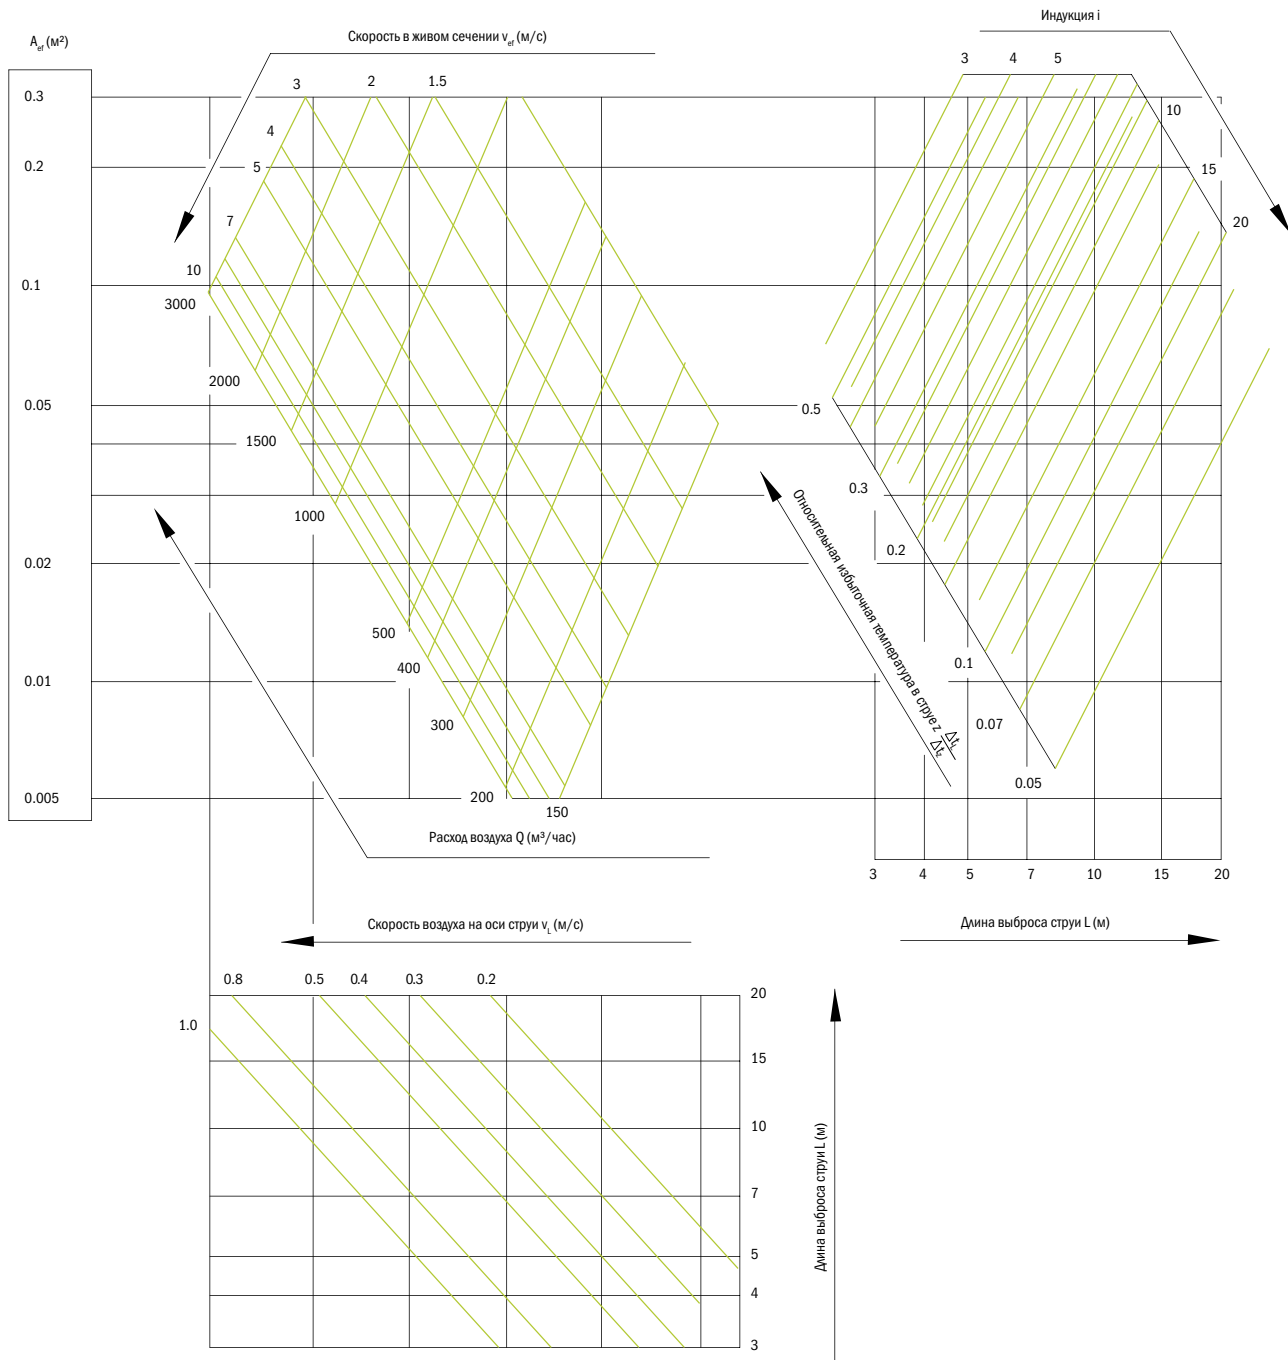 Индукция i
Скорость в живом сечении v_ef (м/с)
A_ef (м²)
3 4 5
3 2 1.5
0.3
10
4
0.2
5
15
7
20
10
0.1
3000
2000
0.05
0.5
1500
0.3
1000
0.2
0.02
Относительная избыточная температура в струе z Δt_L
Δt_z
500
400
0.1
0.01
300
0.07
0.05
0.005
200
150
Расход воздуха Q (м³/час)
3 4 5 7 10 15 20
Скорость воздуха на оси струи v_L (м/с)
Длина выброса струи L (м)
0.8 0.5 0.4 0.3 0.2
20
1.0
15
10
7
5
4
3
Длина выброса струи L (м)